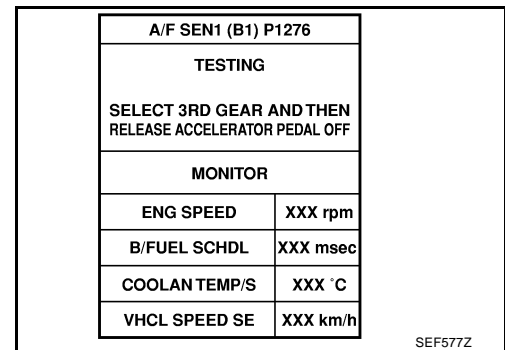 A/F SEN1 (B1) P1276
TESTING
SELECT 3RD GEAR AND THEN
RELEASE ACCELERATOR PEDAL OFF
MONITOR
ENG SPEED XXX rpm
B/FUEL SCHDL XXX msec
COOLAN TEMP/S XXX °C
VHCL SPEED SE XXX km/h
SEF577Z